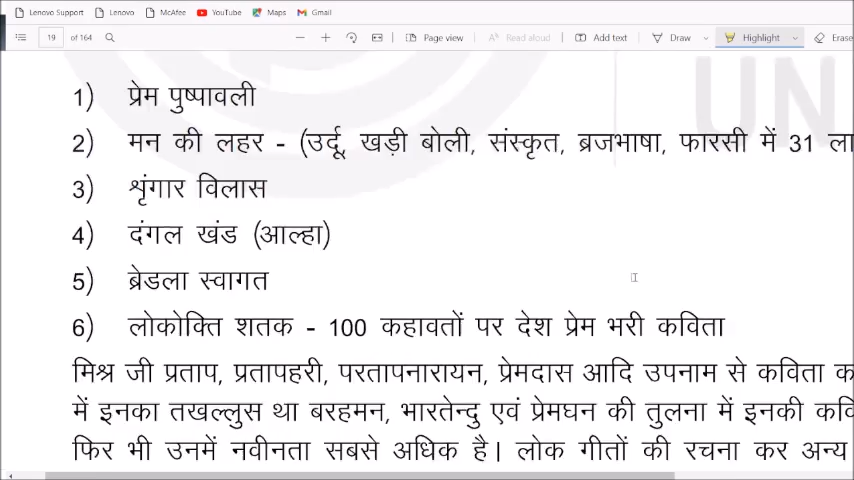 Lenovo Support Lenovo McAfee YouTube Maps Gmail
19 of 164 Page view Read aloud Add text Draw Highlight Erase
UN
1) प्रेम पुष्पावली
2) मन की लहर - (उर्दू, खड़ी बोली, संस्कृत, ब्रजभाषा, फारसी में 31 ला
3) शृंगार विलास
4) दंगल खंड (आल्हा)
5) ब्रेडला स्वागत
6) लोकोक्ति शतक - 100 कहावतों पर देश प्रेम भरी कविता
मिश्र जी प्रताप, प्रतापहरी, परतापनारायन, प्रेमदास आदि उपनाम से कविता क
में इनका तखल्लुस था बरहमन, भारतेन्दु एवं प्रेमघन की तुलना में इनकी कवि
फिर भी उनमें नवीनता सबसे अधिक है। लोक गीतों की रचना कर अन्य